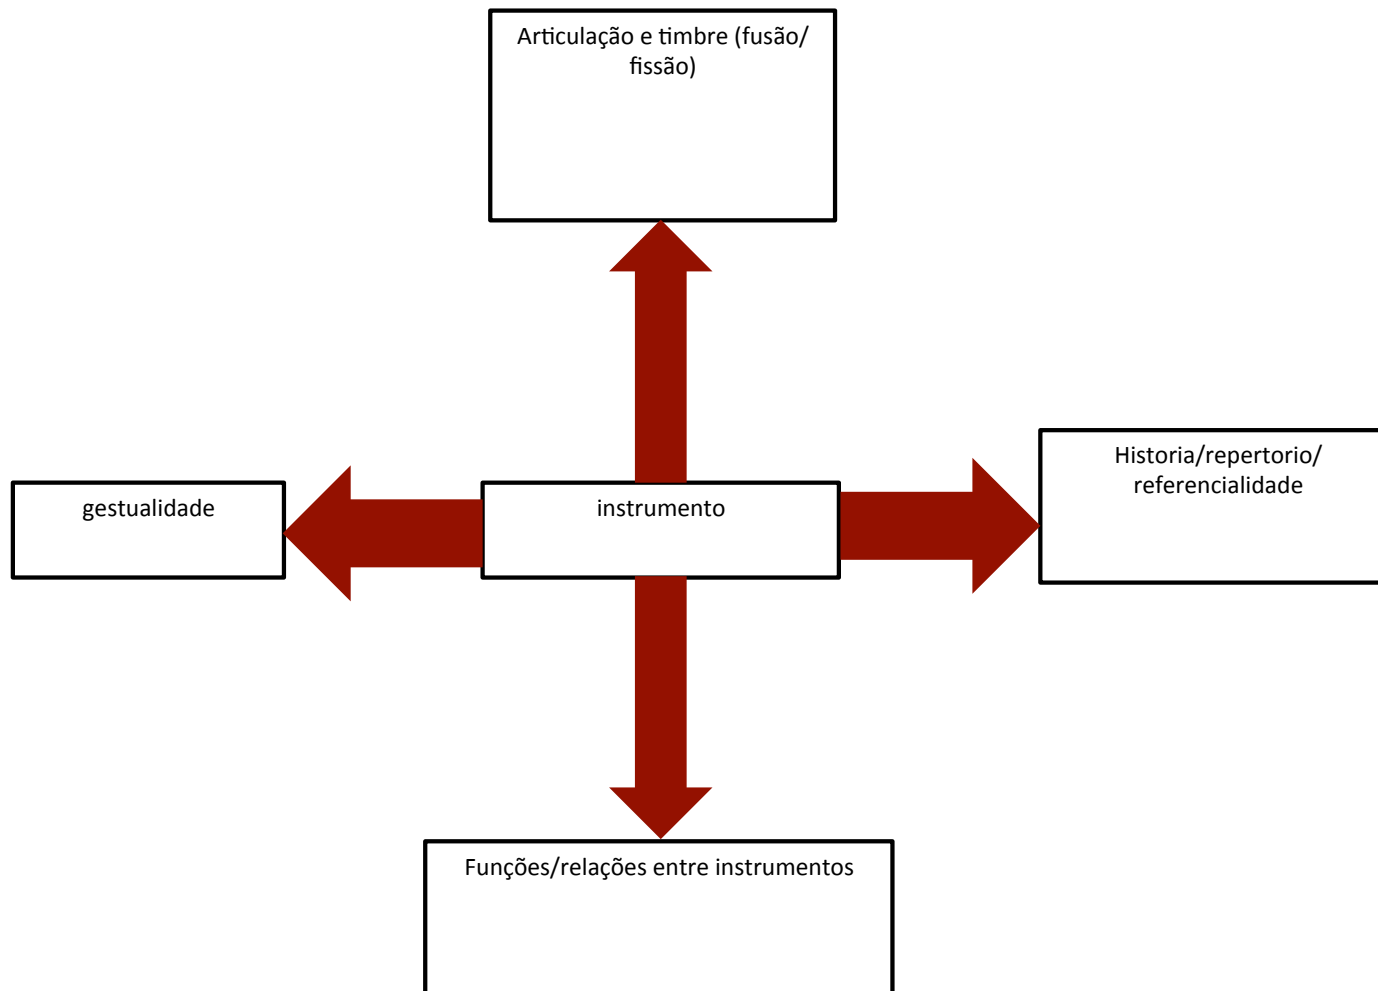 Articulação e timbre (fusão/
fissão)
Historia/repertorio/
referencialidade
gestualidade
instrumento
Funções/relações entre instrumentos